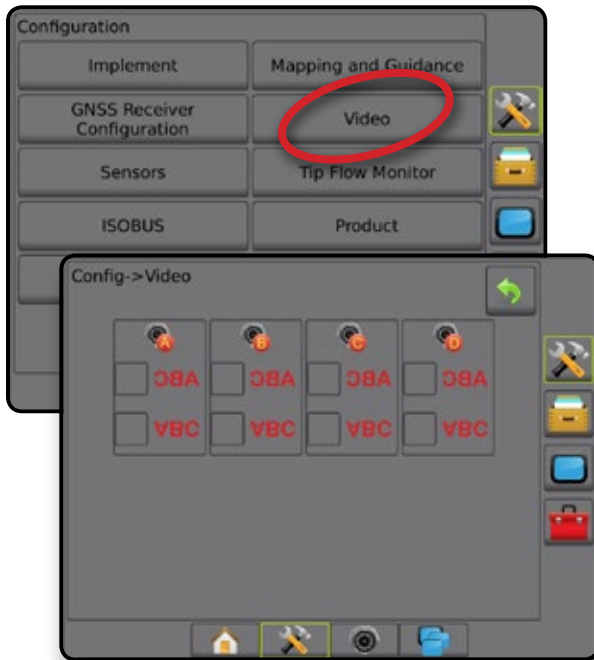 Configuration
Implement
Mapping and Guidance
GNSS Receiver
Configuration
Video
Sensors
Tip Flow Monitor
ISOBUS
Product
Config->Video
A B C D
ABC ABC ABC ABC
ABC ABC ABC ABC